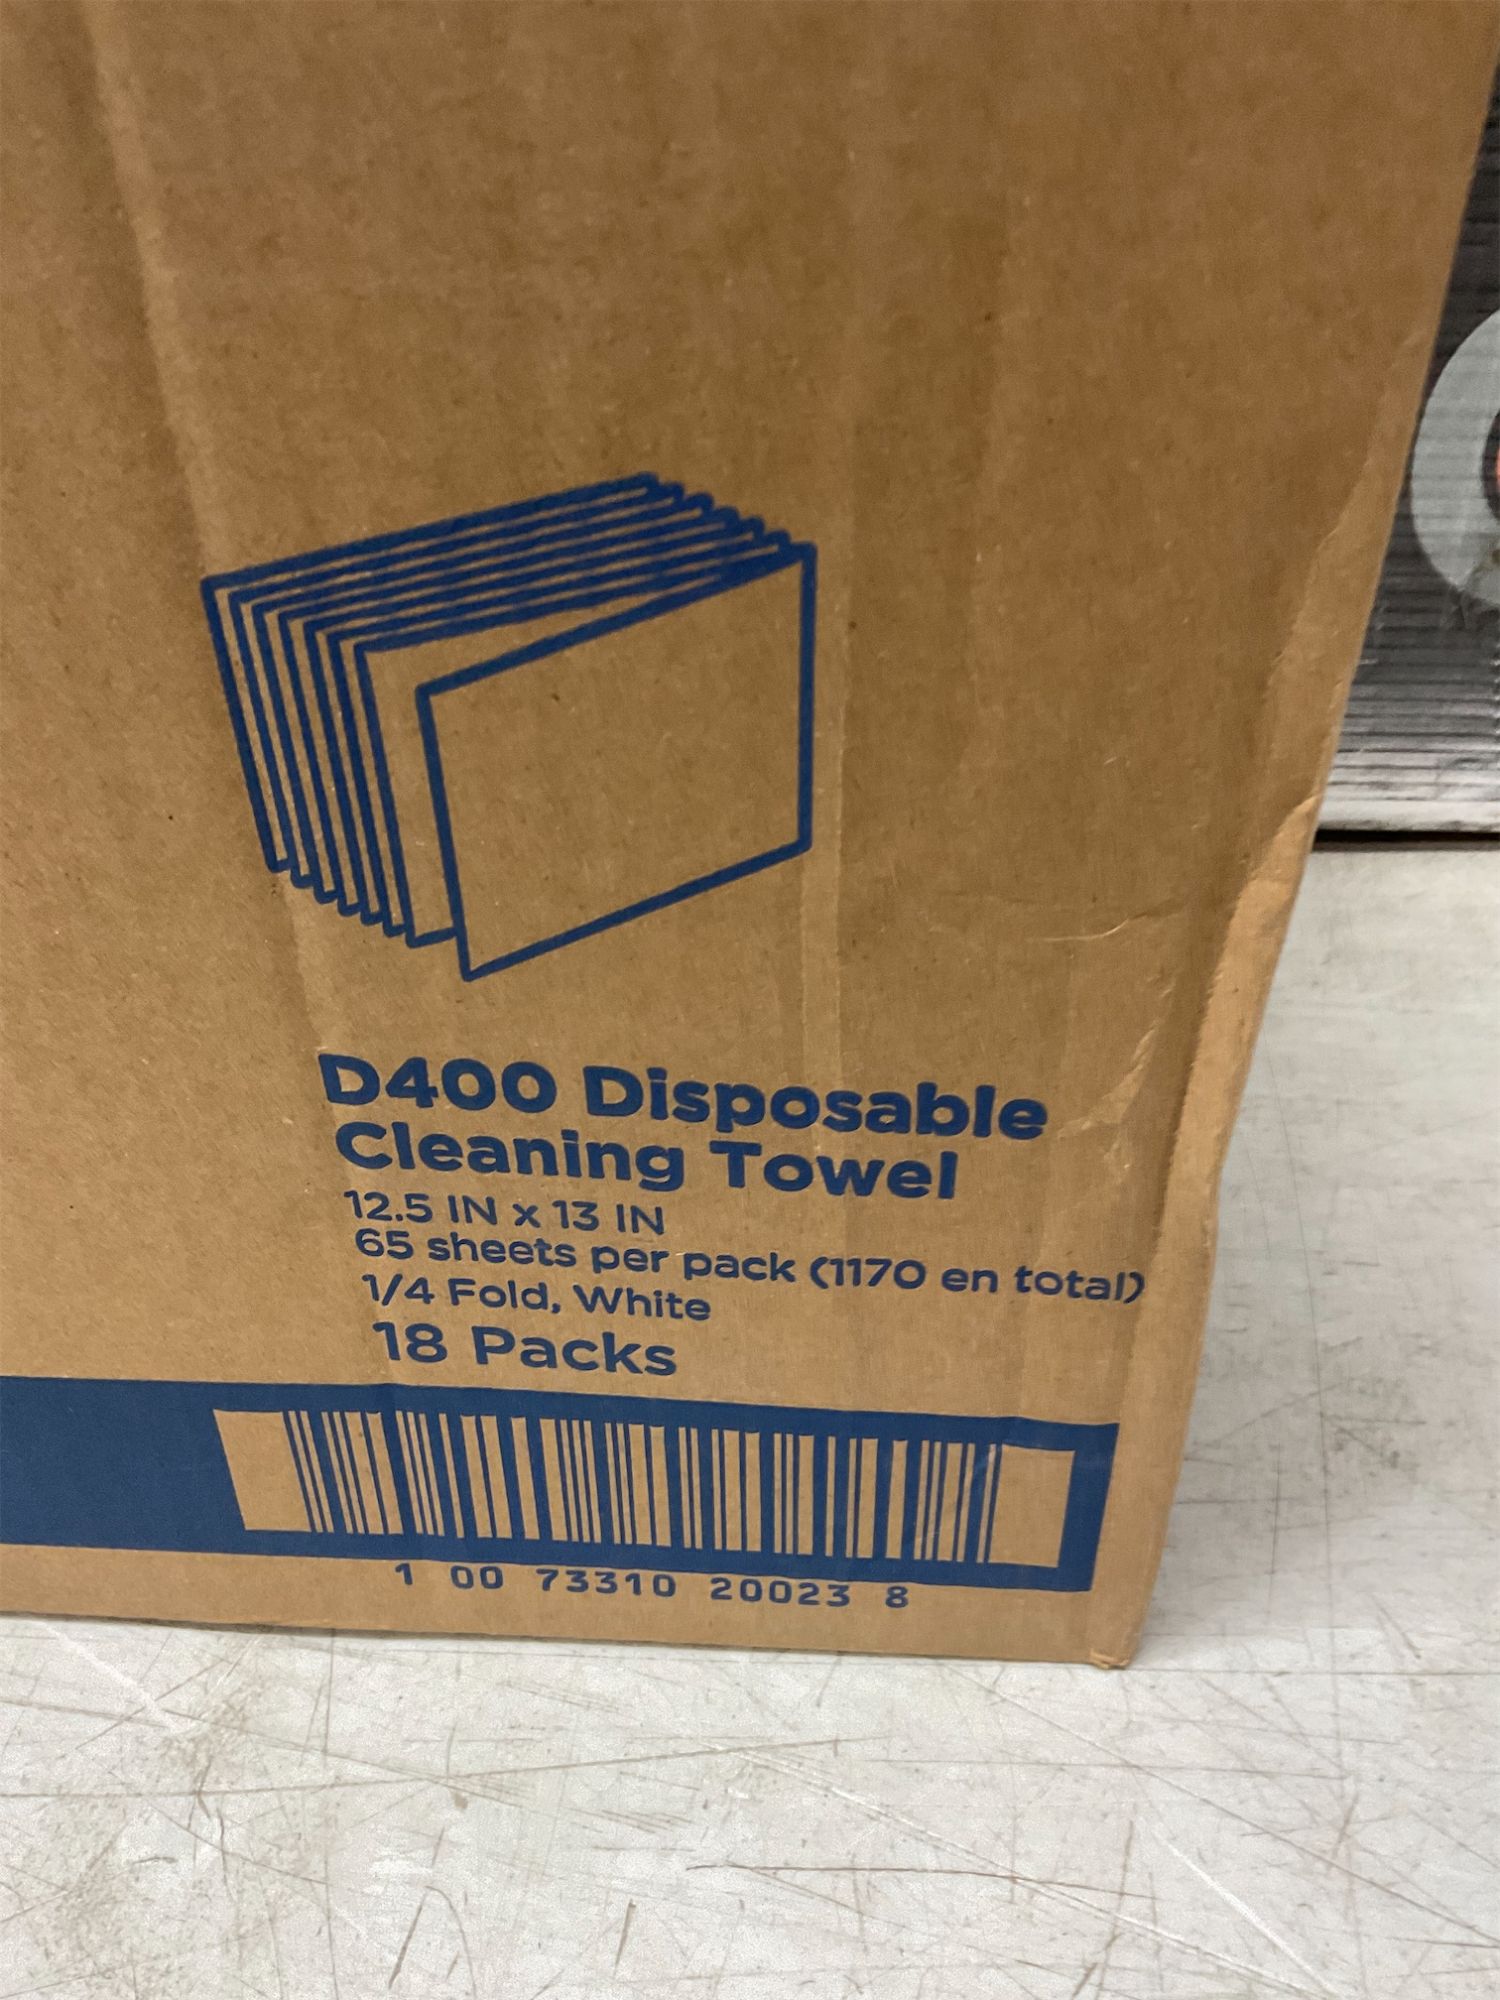 D400 Disposable
Cleaning Towel
12.5 IN x 13 IN
65 sheets per pack (1170 en total)
1/4 Fold, White
18 Packs
1 00 73310 20023 8